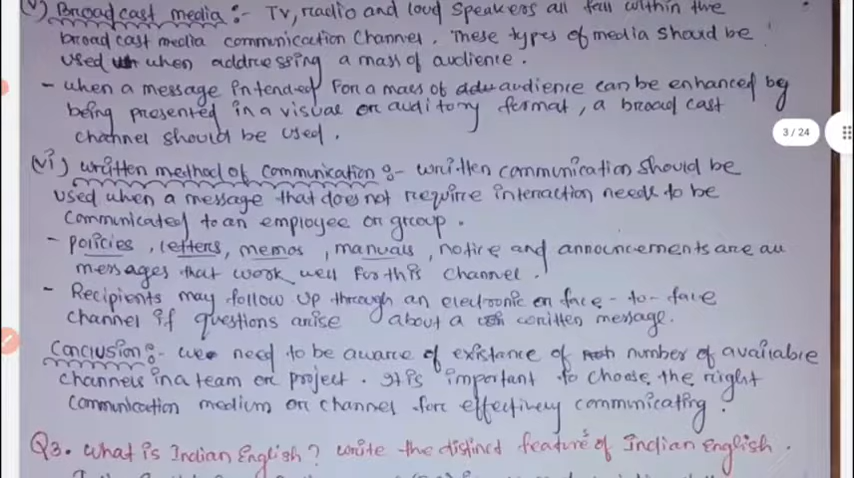 (v) Broad cast media :- TV, radio and loud speakers all fall within the
broad cast media communication channel. These types of media should be
used when addressing a mass of audience.
- when a message intended for a mass of audience can be enhanced by
being presented in a visual or auditory format, a broad cast
channel should be used.
3 / 24
(vi) written method of communication :- written communication should be
used when a message that does not require interaction needs to be
communicated to an employee or group.
- policies, letters, memos, manuals, notice and announcements are all
messages that work well for this channel.
- Recipients may follow up through an electronic or face-to-face
channel if questions arise about a written message.
Conclusion :- we need to be aware of existance of number of available
channels in a team or project. It is important to choose the right
communication medium or channel for effectively communicating.
Q3. What is Indian English? write the distinct features of Indian English.